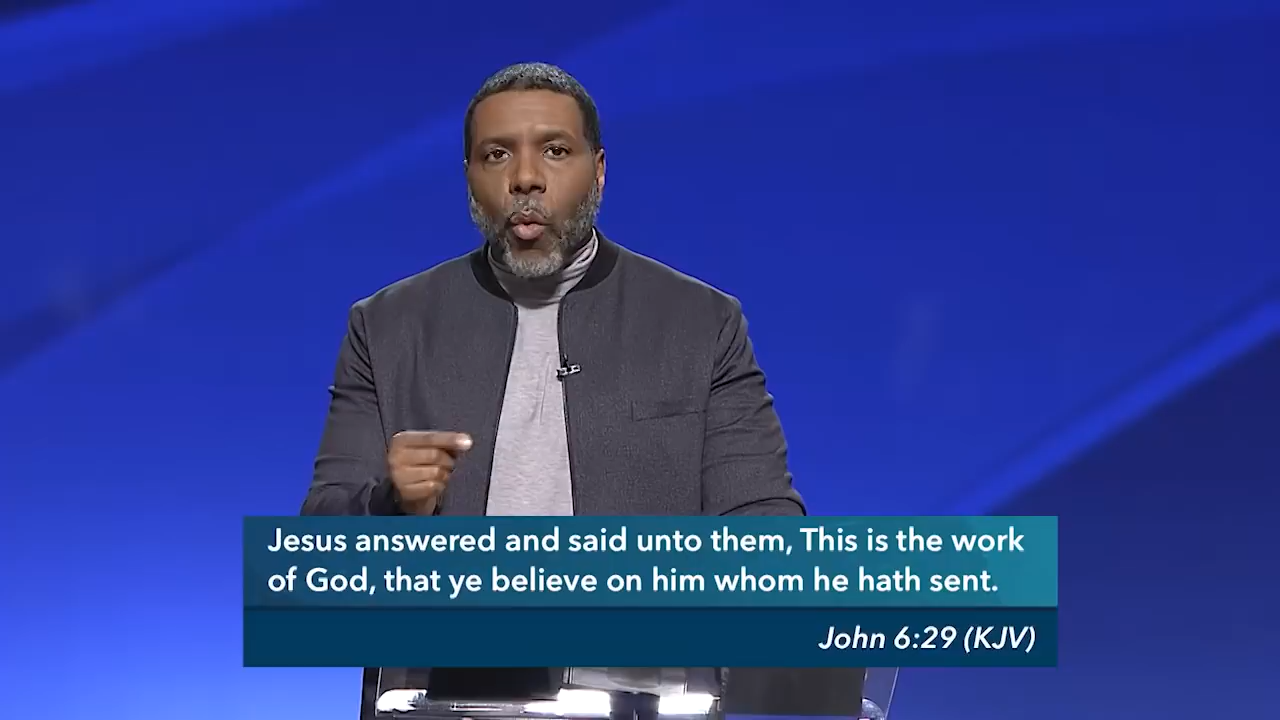 Jesus answered and said unto them, This is the work
of God, that ye believe on him whom he hath sent.
John 6:29 (KJV)